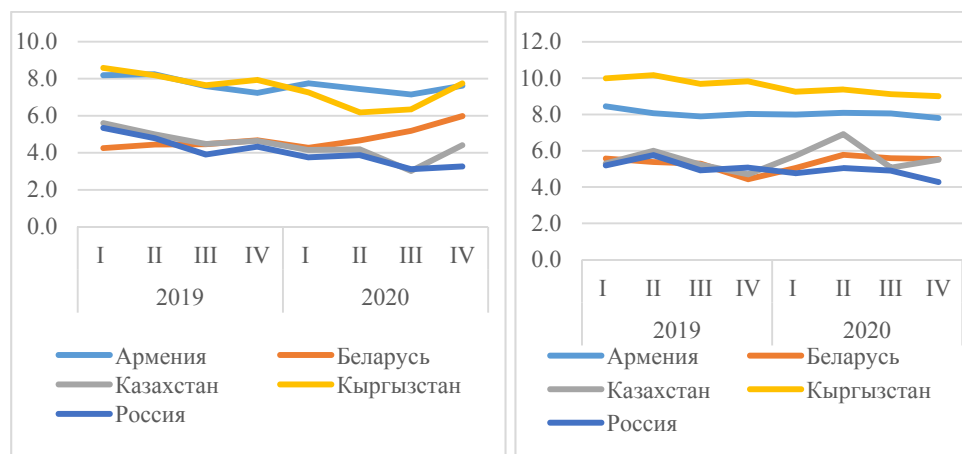 10.0
8.0
6.0
4.0
2.0
0.0
I II III IV I II III IV
2019 2020
Армения Беларусь
Казахстан Кыргызстан
Россия
12.0
10.0
8.0
6.0
4.0
2.0
0.0
I II III IV I II III IV
2019 2020
Армения Беларусь
Казахстан Кыргызстан
Россия